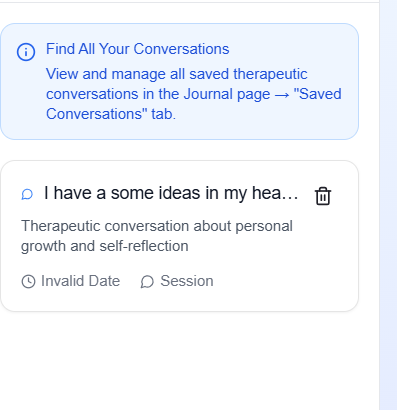 Find All Your Conversations
View and manage all saved therapeutic
conversations in the Journal page → "Saved
Conversations" tab.
I have a some ideas in my hea...
Therapeutic conversation about personal
growth and self-reflection
Invalid Date Session